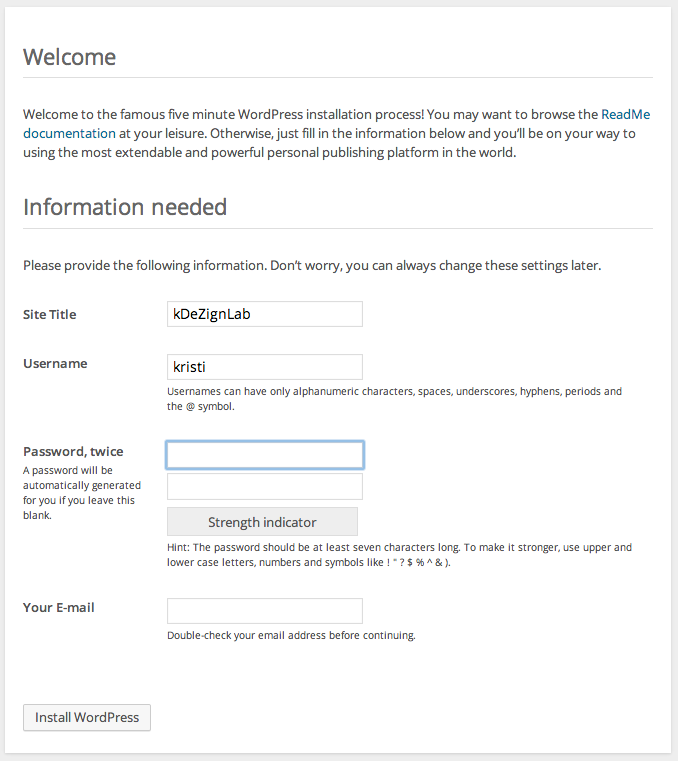 Welcome
Welcome to the famous five minute WordPress installation process! You may want to browse the ReadMe
documentation at your leisure. Otherwise, just fill in the information below and you’ll be on your way to
using the most extendable and powerful personal publishing platform in the world.
Information needed
Please provide the following information. Don’t worry, you can always change these settings later.
Site Title
kDeZignLab
Username
kristi
Usernames can have only alphanumeric characters, spaces, underscores, hyphens, periods and
the @ symbol.
Password, twice
A password will be
automatically generated
for you if you leave this
blank.
Strength indicator
Hint: The password should be at least seven characters long. To make it stronger, use upper and
lower case letters, numbers and symbols like ! " ? $ % ^ & ).
Your E-mail
Double-check your email address before continuing.
Install WordPress